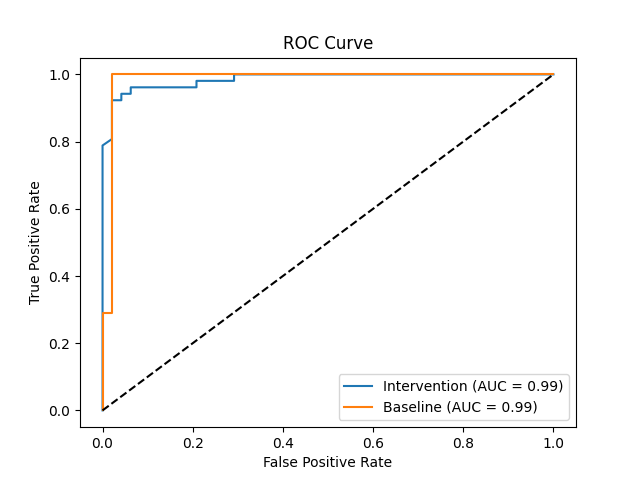 ROC Curve
True Positive Rate
1.0
0.8
0.6
0.4
0.2
0.0
Intervention (AUC = 0.99)
Baseline (AUC = 0.99)
0.0 0.2 0.4 0.6 0.8 1.0
False Positive Rate